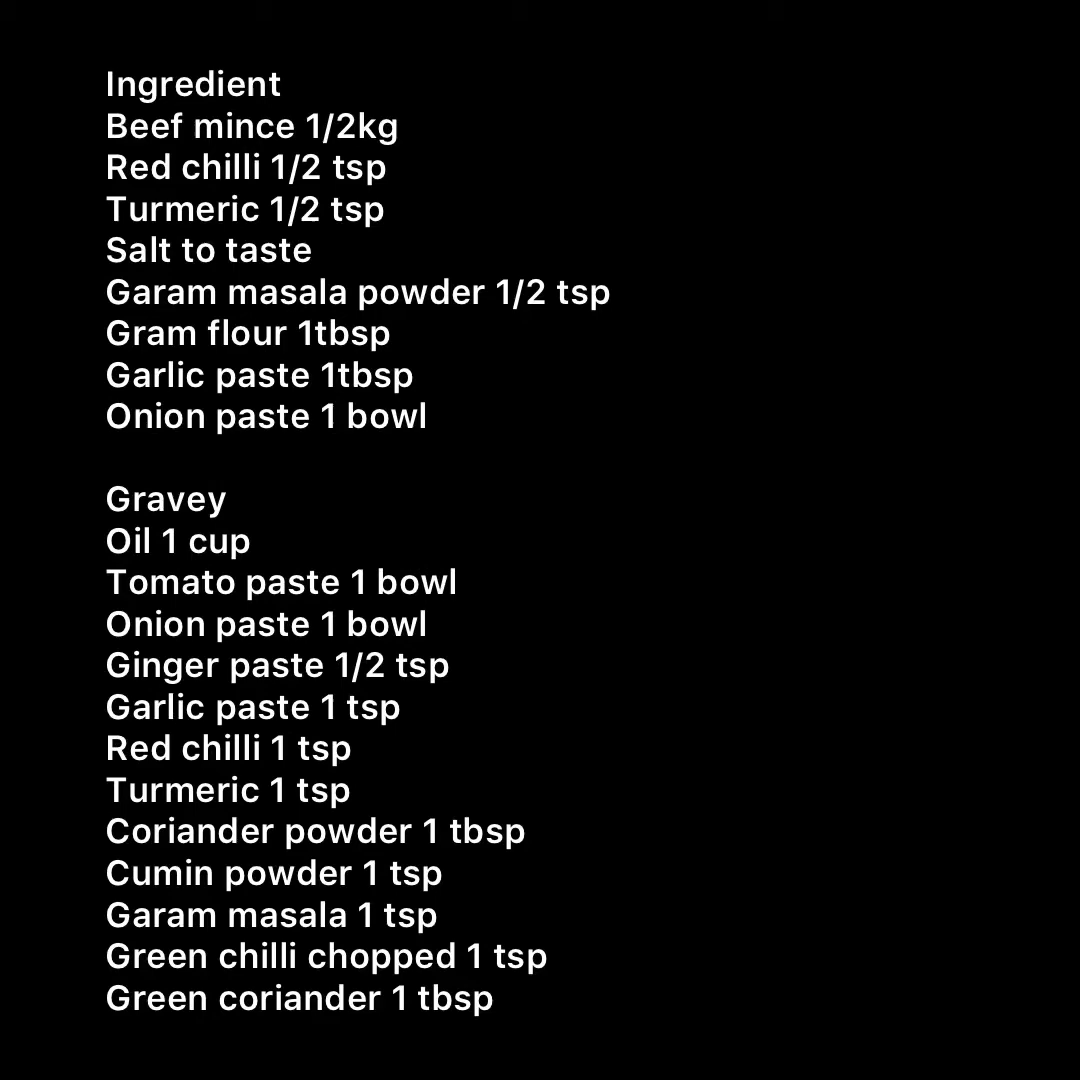 Ingredient
Beef mince 1/2kg
Red chilli 1/2 tsp
Turmeric 1/2 tsp
Salt to taste
Garam masala powder 1/2 tsp
Gram flour 1tbsp
Garlic paste 1tbsp
Onion paste 1 bowl
Gravey
Oil 1 cup
Tomato paste 1 bowl
Onion paste 1 bowl
Ginger paste 1/2 tsp
Garlic paste 1 tsp
Red chilli 1 tsp
Turmeric 1 tsp
Coriander powder 1 tbsp
Cumin powder 1 tsp
Garam masala 1 tsp
Green chilli chopped 1 tsp
Green coriander 1 tbsp